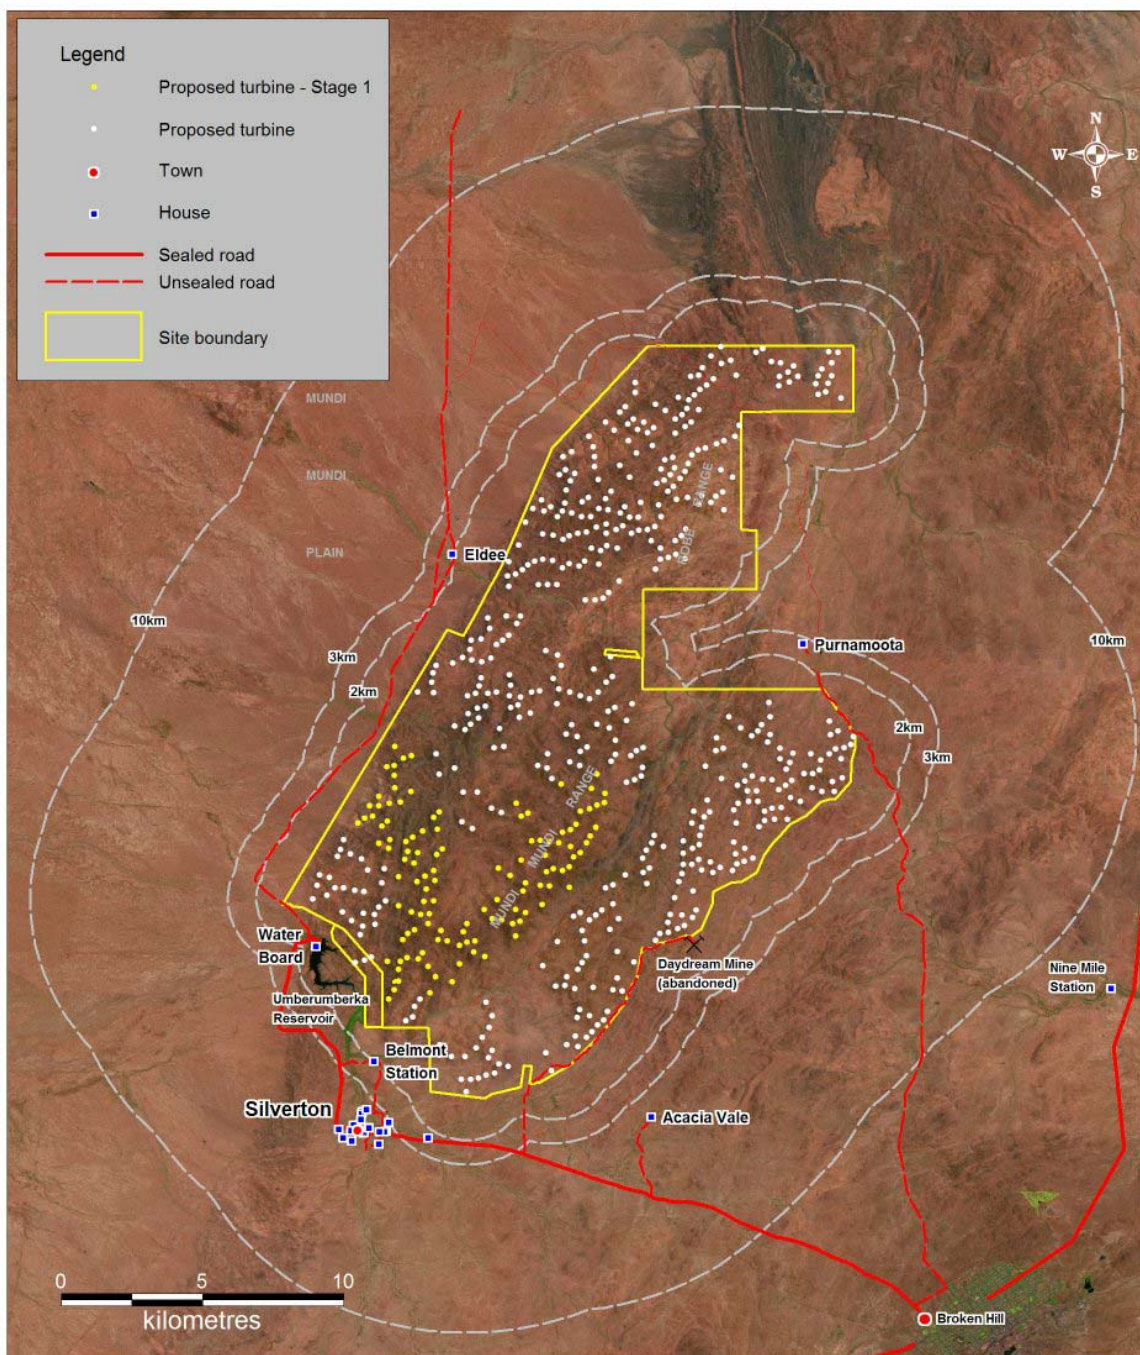 Legend
Proposed turbine - Stage 1
Proposed turbine
Town
House
Sealed road
Unsealed road
Site boundary
N
W E
S
MUNDI
MUNDI
PLAIN
RANGE
ROBE
Eldee
10km
3km
2km
Purnamoota
10km
2km
3km
RANGE
MUNDI
MUNDI
Water
Board
Umberumberka
Reservoir
Daydream Mine
(abandoned)
Nine Mile
Station
Belmont
Station
Silverton
Acacia Vale
0 5 10
kilometres
Broken Hill